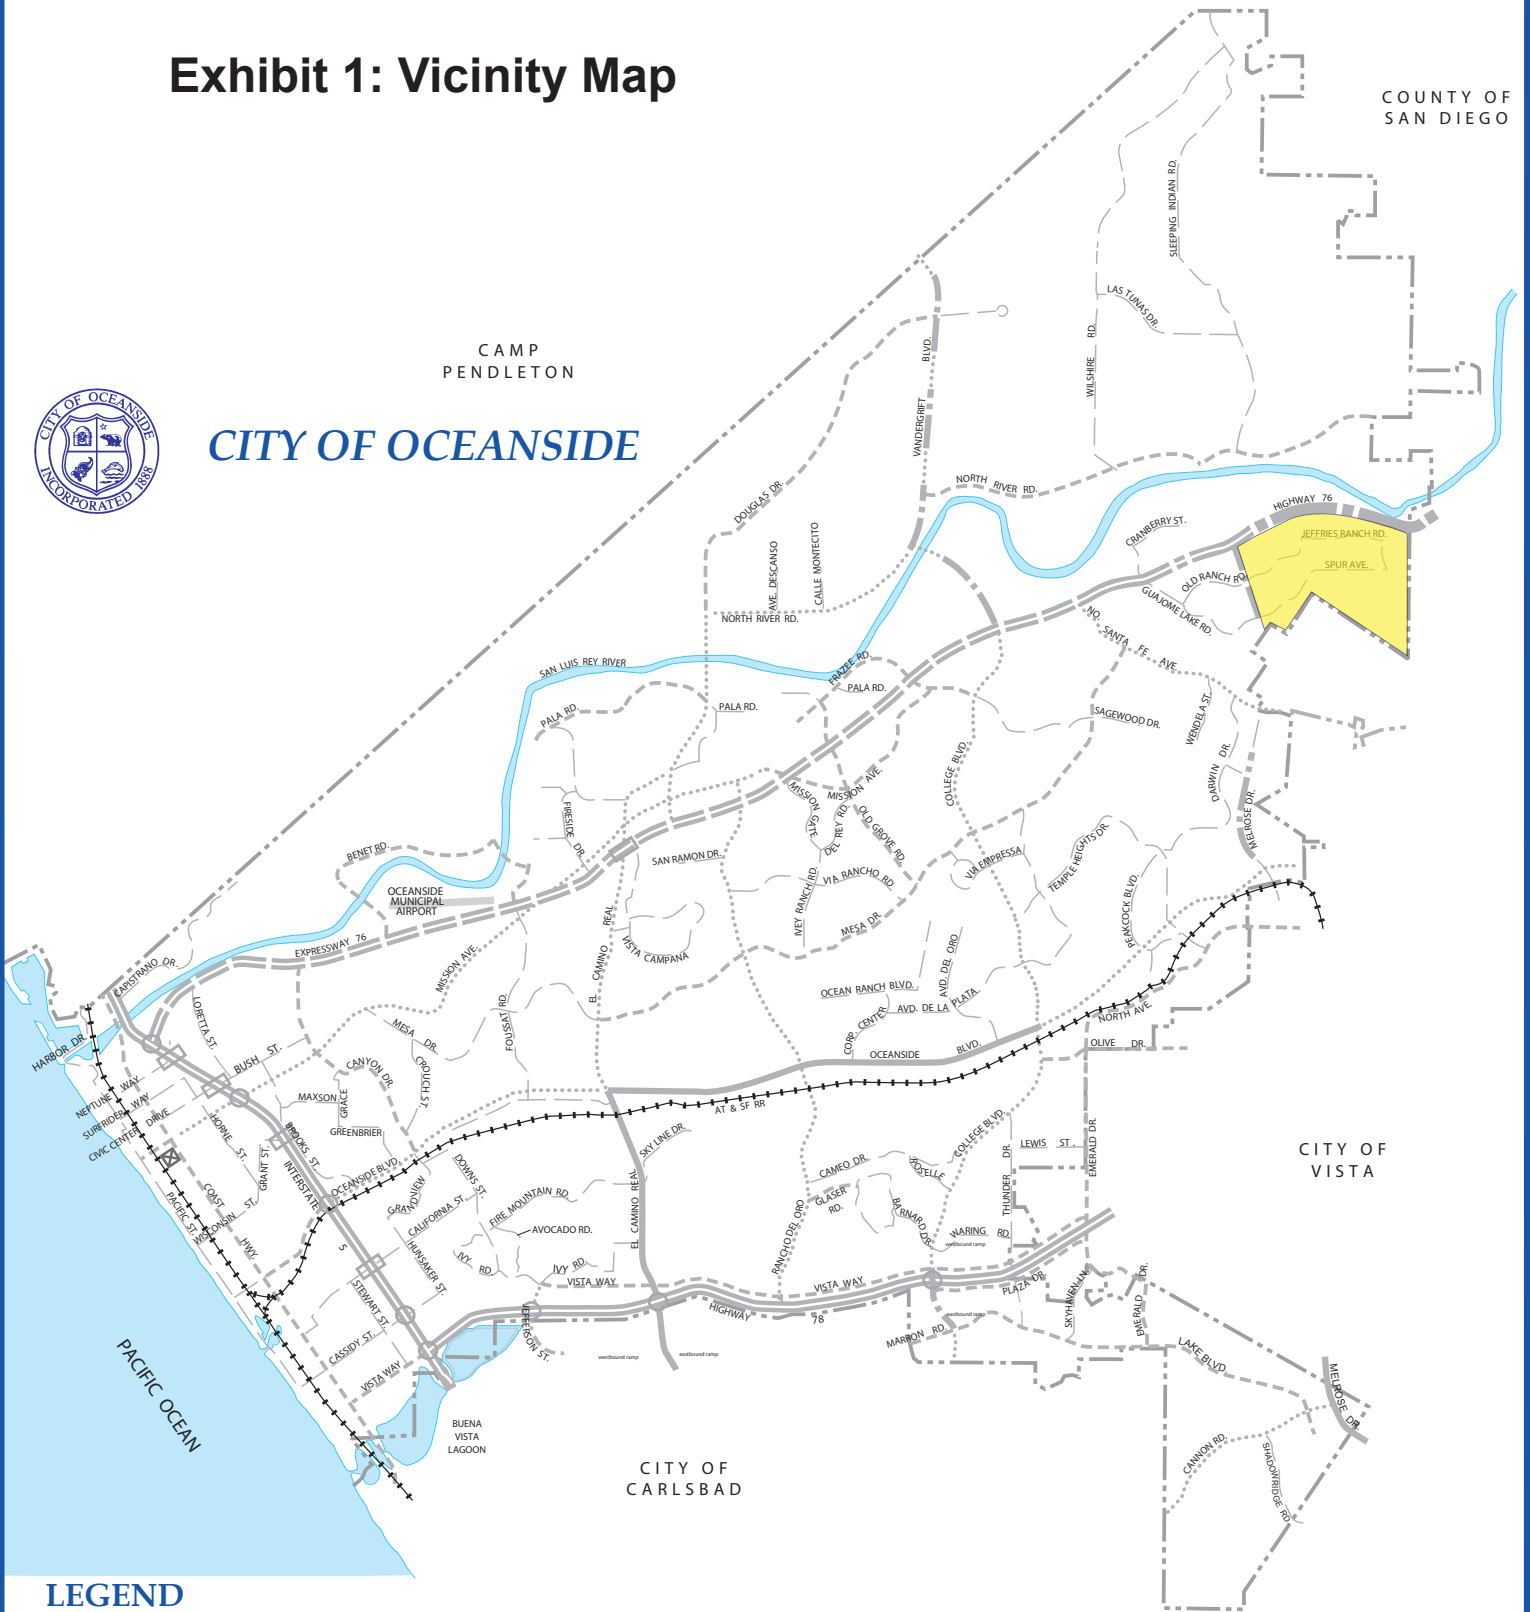 Exhibit 1: Vicinity Map
COUNTY OF
SAN DIEGO
SLEEPING INDIAN RD.
LAS TUNAS DR.
WILSHIRE RD.
CAMP
PENDLETON
VANDERGRIFT BLVD.
CITY OF OCEANSIDE
INCORPORATED 1888
CITY OF OCEANSIDE
DOUGLAS DR.
NORTH RIVER RD.
HIGHWAY 76
CRANBERRY ST.
JEFFRIES RANCH RD.
SPUR AVE.
OLD RANCH RD.
GUAJOME LAKE RD.
AVE. DESCANSO
CALLE MONTECITO
NORTH RIVER RD.
NO. SANTA FE AVE.
SAN LUIS REY RIVER
FRAZEE RD.
PALA RD.
PALA RD.
PALA RD.
SAGEWOOD DR.
WENDELA ST.
DARWIN DR.
MELROSE DR.
COLLEGE BLVD.
MISSION AVE.
MISSION GATE
DEL REY RD.
OLD GROVE RD.
FIRESIDE DR.
BENET RD.
SAN RAMON DR.
VIA EMPRESSA
TEMPLE HEIGHTS DR.
VIA RANCHO RD.
IVEY RANCH RD.
PEAKCOCK BLVD.
OCEANSIDE
MUNICIPAL
AIRPORT
MESA DR.
EXPRESSWAY 76
EL CAMINO REAL
VISTA CAMPANA
AVD. DEL ORO
MISSION AVE.
CAPISTRANO DR.
OCEAN RANCH BLVD.
AVD. DE LA PLATA
CORP. CENTER
NORTH AVE.
LORETTA ST.
FOUSSAT RD.
MESA DR.
HARBOR DR.
BUSH ST.
CANYON DR.
CROUCH ST.
OCEANSIDE BLVD.
OLIVE DR.
NEPTUNE WAY
SURFRIDER WAY
CIVIC CENTER DRIVE
MAXSON
GRACE
GREENBRIER
AT & SF RR
HORNE ST.
GRANT ST.
BROOKS ST.
SKY LINE DR.
COLLEGE BLVD.
LEWIS ST.
EMERALD DR.
CITY OF
VISTA
INTERSTATE 5
OCEANSIDE BLVD.
DOWNS ST.
CAMEO DR.
ROSELLE
THUNDER DR.
PACIFIC ST.
COAST HWY.
WISCONSIN ST.
GRANDVIEW
CALIFORNIA ST.
FIRE MOUNTAIN RD.
AVOCADO RD.
EL CAMINO REAL
RANCHO DEL ORO
GLASER
RD.
BARNARD DR.
WARING RD.
westbound ramp
HUNSAKER ST.
IVY RD.
IVY RD.
VISTA WAY
VISTA WAY
PLAZA DR.
SKYHAVEN LN.
EMERALD DR.
STEWART ST.
HIGHWAY 78
eastbound ramp
JEFFERSON ST.
MARRON RD.
CASSIDY ST.
VISTA WAY
westbound ramp
eastbound ramp
LAKE BLVD.
MELROSE DR.
PACIFIC OCEAN
BUENA
VISTA
LAGOON
CANNON RD.
SHADOWRIDGE RD
CITY OF
CARLSBAD
LEGEND